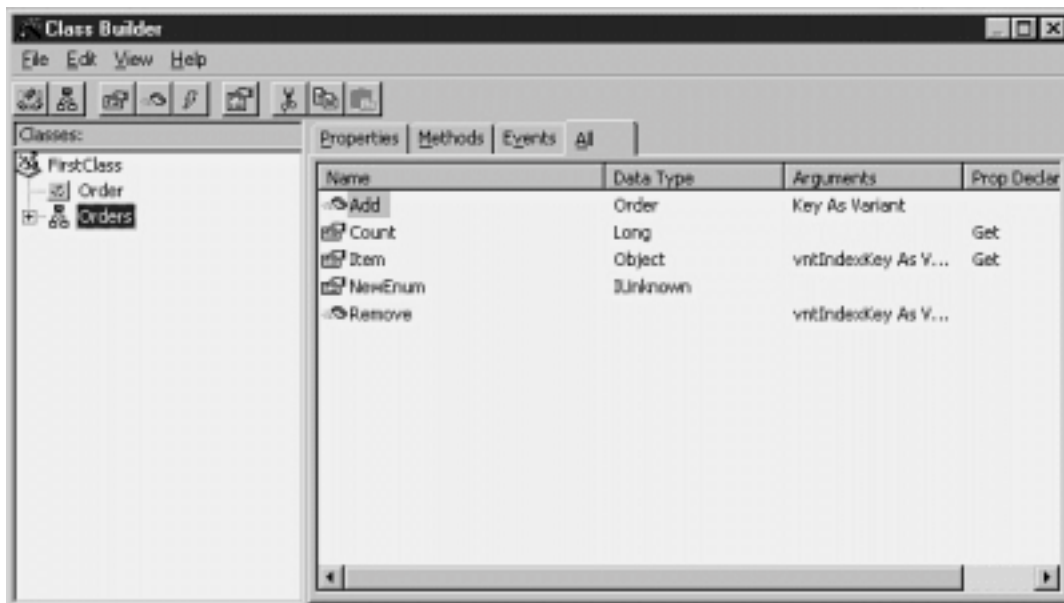 Class Builder
File Edit View Help
Classes:
FirstClass
Order
Orders
Properties Methods Events All
Name Data Type Arguments Prop Declar
Add Order Key As Variant
Count Long Get
Item Object vntIndexKey As V... Get
NewEnum IUnknown
Remove vntIndexKey As V...